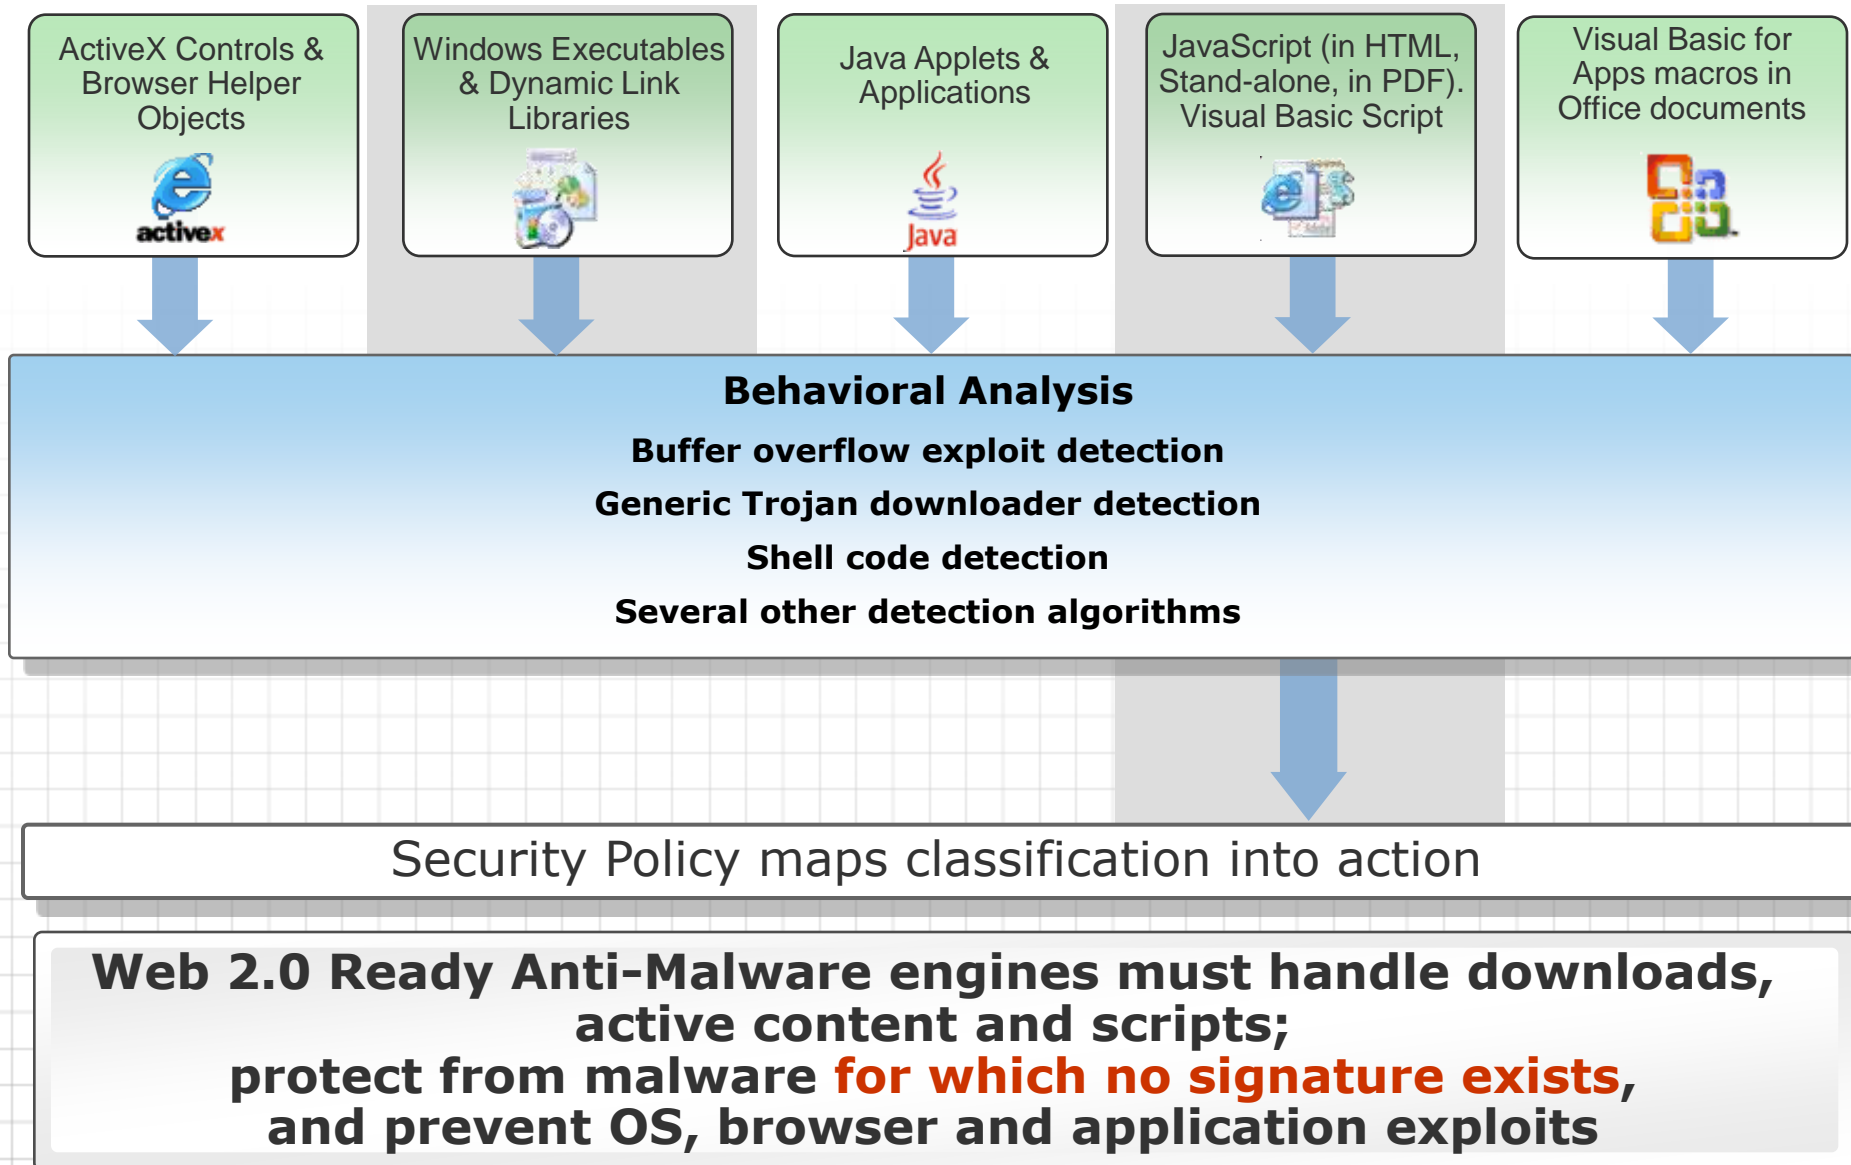 ActiveX Controls &
Browser Helper
Objects
activex
Windows Executables
& Dynamic Link
Libraries
Java Applets &
Applications
Java
JavaScript (in HTML,
Stand-alone, in PDF).
Visual Basic Script
Visual Basic for
Apps macros in
Office documents
Behavioral Analysis
Buffer overflow exploit detection
Generic Trojan downloader detection
Shell code detection
Several other detection algorithms
Security Policy maps classification into action
Web 2.0 Ready Anti-Malware engines must handle downloads,
active content and scripts;
protect from malware for which no signature exists,
and prevent OS, browser and application exploits